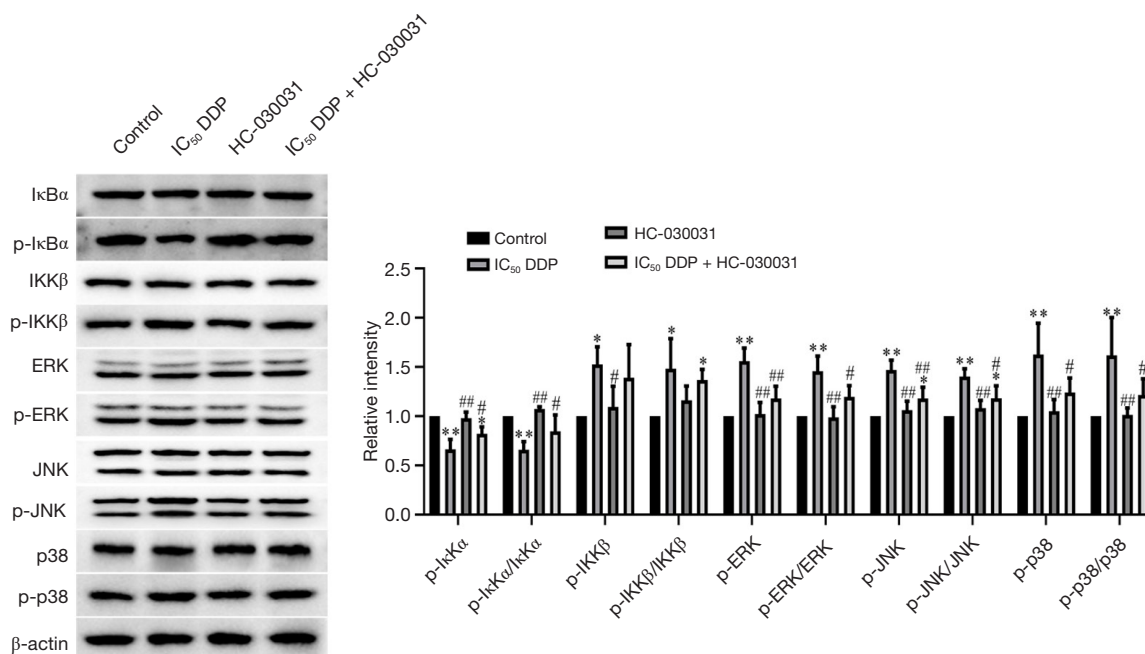 Control
IC₅₀ DDP
HC-030031
IC₅₀ DDP + HC-030031
IκBα
p-IκBα
IKKβ
p-IKKβ
ERK
p-ERK
JNK
p-JNK
p38
p-p38
β-actin
Control
HC-030031
IC₅₀ DDP
IC₅₀ DDP + HC-030031
Relative intensity
2.5
2.0
1.5
1.0
0.5
0.0
** ## # *
** ## #
* #
* *
** ## ##
** ## #
** ## ## *
** ## # *
** ## #
** ## #
p-IκKα
p-IκKα/IκKα
p-IKKβ
p-IKKβ/IKKβ
p-ERK
p-ERK/ERK
p-JNK
p-JNK/JNK
p-p38
p-p38/p38